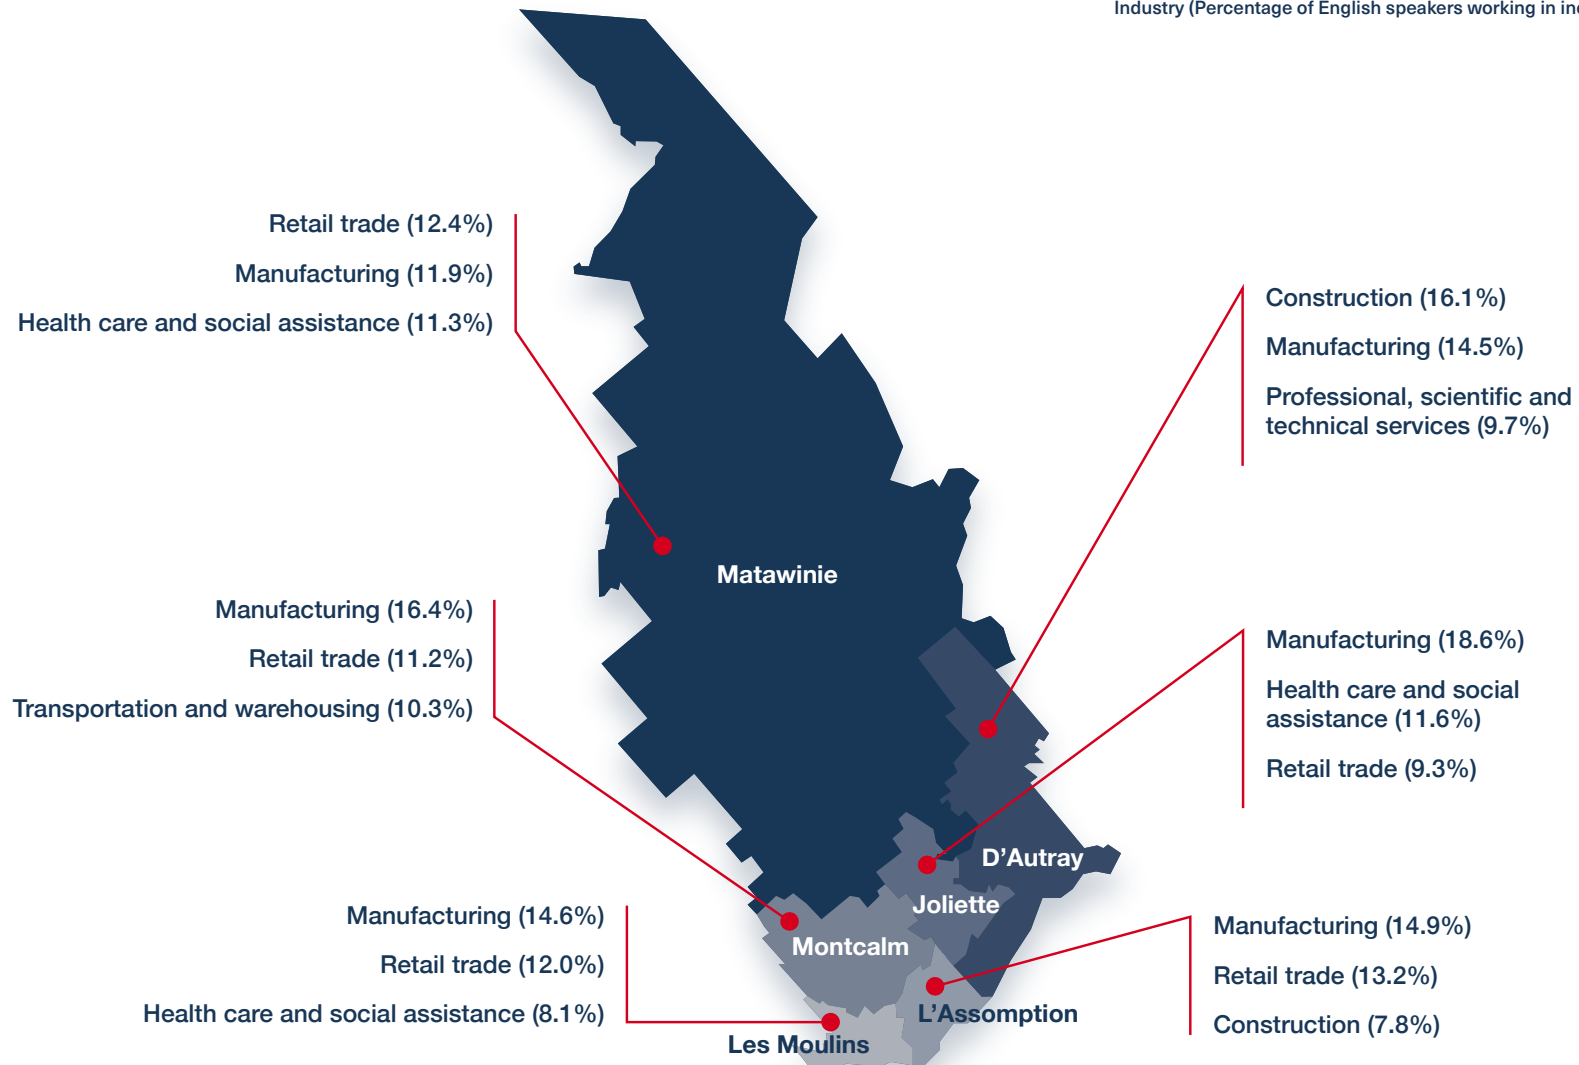 Industry (Percentage of English speakers working in
Retail trade (12.4%)
Manufacturing (11.9%)
Health care and social assistance (11.3%)
Construction (16.1%)
Manufacturing (14.5%)
Professional, scientific and
technical services (9.7%)
Matawinie
Manufacturing (16.4%)
Retail trade (11.2%)
Transportation and warehousing (10.3%)
Manufacturing (18.6%)
Health care and social
assistance (11.6%)
Retail trade (9.3%)
D'Autray
Joliette
Montcalm
Manufacturing (14.6%)
Retail trade (12.0%)
Health care and social assistance (8.1%)
Manufacturing (14.9%)
Retail trade (13.2%)
Construction (7.8%)
L'Assomption
Les Moulins